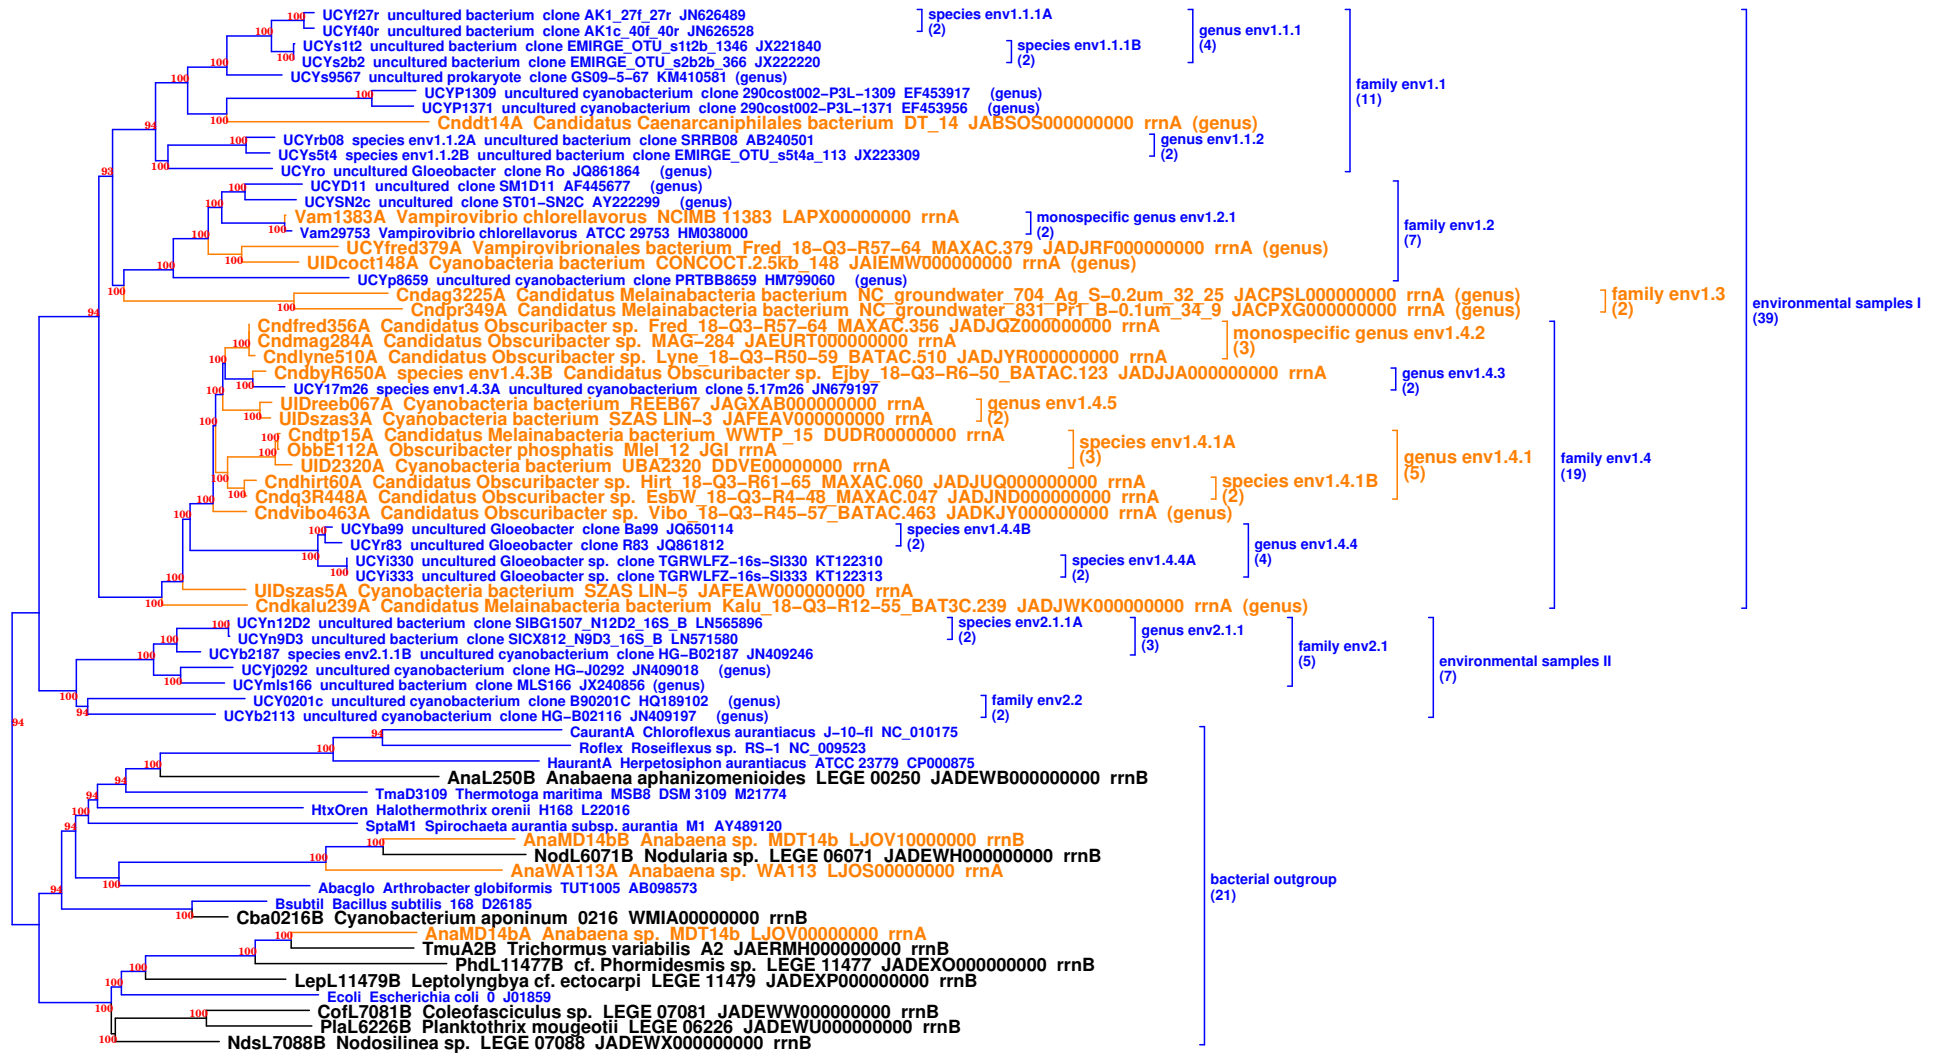 UCYf27r uncultured bacterium clone AK1_27f_27r JN626489
species env1.1.1A
(2)
UCYf40r uncultured bacterium clone AK1c_40f_40r JN626528
genus env1.1.1
(4)
UCYs1t2 uncultured bacterium clone EMIRGE_OTU_s1t2b_1346 JX221840
species env1.1.1B
(2)
UCYs2b2 uncultured bacterium clone EMIRGE_OTU_s2b2b_366 JX222220
UCYs9567 uncultured prokaryote clone GS09-5-67 KM410581 (genus)
family env1.1
(11)
UCYP1309 uncultured cyanobacterium clone 290cost002-P3L-1309 EF453917 (genus)
UCYP1371 uncultured cyanobacterium clone 290cost002-P3L-1371 EF453956 (genus)
Cnddt14A Candidatus Caenarcaniphilales bacterium DT_14 JABSOS000000000 rrnA (genus)
UCYrb08 species env1.1.2A uncultured bacterium clone SRRB08 AB240501
genus env1.1.2
(2)
UCYs5t4 species env1.1.2B uncultured bacterium clone EMIRGE_OTU_s5t4a_113 JX223309
UCYro uncultured Gloeobacter clone Ro JQ861864 (genus)
UCYD11 uncultured clone SM1D11 AF445677 (genus)
UCYSN2c uncultured clone ST01-SN2C AY222299 (genus)
Vam1383A Vampirovibrio chlorellavorus NCIMB 11383 LAPX00000000 rrnA
monospecific genus env1.2.1
(2)
Vam29753 Vampirovibrio chlorellavorus ATCC 29753 HM038000
family env1.2
(7)
UCYfred379A Vampirovibrionales bacterium Fred_18-Q3-R57-64_MAXAC.379 JADJRF000000000 rrnA (genus)
UIDcoct148A Cyanobacteria bacterium CONCOCT.2.5kb_148 JAIEMW000000000 rrnA (genus)
UCYp8659 uncultured cyanobacterium clone PRTBB8659 HM799060 (genus)
Cndag3225A Candidatus Melainabacteria bacterium NC_groundwater_704_Ag_S-0.2um_32_25 JACPSL000000000 rrnA (genus)
family env1.3
(2)
Cndpr349A Candidatus Melainabacteria bacterium NC_groundwater_831_Pr1_B-0.1um_34_9 JACPXG000000000 rrnA (genus)
environmental samples I
(39)
Cndfred356A Candidatus Obscuribacter sp. Fred_18-Q3-R57-64_MAXAC.356 JADJQZ000000000 rrnA
Cndmag284A Candidatus Obscuribacter sp. MAG-284 JAEURT000000000 rrnA
monospecific genus env1.4.2
(3)
Cndlyne510A Candidatus Obscuribacter sp. Lyne_18-Q3-R50-59_BATAC.510 JADJYR000000000 rrnA
CndbyR650A species env1.4.3B Candidatus Obscuribacter sp. Ejby_18-Q3-R6-50_BATAC.123 JADJJA000000000 rrnA
genus env1.4.3
(2)
UCY17m26 species env1.4.3A uncultured cyanobacterium clone 5.17m26 JN679197
UIDreeb067A Cyanobacteria bacterium REEB67 JAGXAB000000000 rrnA
genus env1.4.5
(2)
UIDszas3A Cyanobacteria bacterium SZAS LIN-3 JAFEAV000000000 rrnA
Cndtp15A Candidatus Melainabacteria bacterium WWTP_15 DUDR00000000 rrnA
species env1.4.1A
(3)
ObbE112A Obscuribacter phosphatis Mlel_12 JGI rrnA
UID2320A Cyanobacteria bacterium UBA2320 DDVE00000000 rrnA
genus env1.4.1
(5)
family env1.4
(19)
Cndhirt60A Candidatus Obscuribacter sp. Hirt_18-Q3-R61-65_MAXAC.060 JADJUQ000000000 rrnA
species env1.4.1B
(2)
Cndq3R448A Candidatus Obscuribacter sp. EsbW_18-Q3-R4-48_MAXAC.047 JADJND000000000 rrnA
Cndvibo463A Candidatus Obscuribacter sp. Vibo_18-Q3-R45-57_BATAC.463 JADKJY000000000 rrnA (genus)
UCYba99 uncultured Gloeobacter clone Ba99 JQ650114
species env1.4.4B
(2)
UCYr83 uncultured Gloeobacter clone R83 JQ861812
genus env1.4.4
(4)
UCYi330 uncultured Gloeobacter sp. clone TGRWLFZ-16s-SI330 KT122310
species env1.4.4A
(2)
UCYi333 uncultured Gloeobacter sp. clone TGRWLFZ-16s-SI333 KT122313
UIDszas5A Cyanobacteria bacterium SZAS LIN-5 JAFEAW000000000 rrnA
Cndkalu239A Candidatus Melainabacteria bacterium Kalu_18-Q3-R12-55_BAT3C.239 JADJWK000000000 rrnA (genus)
UCYn12D2 uncultured bacterium clone SIBG1507_N12D2_16S_B LN565896
species env2.1.1A
(2)
UCYn9D3 uncultured bacterium clone SICX812_N9D3_16S_B LN571580
genus env2.1.1
(3)
family env2.1
(5)
UCYb2187 species env2.1.1B uncultured cyanobacterium clone HG-B02187 JN409246
environmental samples II
(7)
UCYj0292 uncultured cyanobacterium clone HG-J0292 JN409018 (genus)
UCYmls166 uncultured bacterium clone MLS166 JX240856 (genus)
UCY0201c uncultured cyanobacterium clone B90201C HQ189102 (genus)
family env2.2
(2)
UCYb2113 uncultured cyanobacterium clone HG-B02116 JN409197 (genus)
CaurantA Chloroflexus aurantiacus J-10-fl NC_010175
Roflex Roseiflexus sp. RS-1 NC_009523
HaurantA Herpetosiphon aurantiacus ATCC 23779 CP000875
AnaL250B Anabaena aphanizomenioides LEGE 00250 JADEWB000000000 rrnB
TmaD3109 Thermotoga maritima MSB8 DSM 3109 M21774
HtxOren Halothermothrix orenii H168 L22016
SptaM1 Spirochaeta aurantia subsp. aurantia M1 AY489120
AnaMD14bB Anabaena sp. MDT14b LJOV10000000 rrnB
NodL6071B Nodularia sp. LEGE 06071 JADEWH000000000 rrnB
AnaWA113A Anabaena sp. WA113 LJOS00000000 rrnA
bacterial outgroup
(21)
Abacglo Arthrobacter globiformis TUT1005 AB098573
Bsubtil Bacillus subtilis 168 D26185
Cba0216B Cyanobacterium aponinum 0216 WMIA00000000 rrnB
AnaMD14bA Anabaena sp. MDT14b LJOV00000000 rrnA
TmuA2B Trichormus variabilis A2 JAERMH000000000 rrnB
PhdL11477B cf. Phormidesmis sp. LEGE 11477 JADEXO000000000 rrnB
LepL11479B Leptolyngbya cf. ectocarpi LEGE 11479 JADEXP000000000 rrnB
Ecoli Escherichia coli 0 J01859
CofL7081B Coleofasciculus sp. LEGE 07081 JADEWW000000000 rrnB
PlaL6226B Planktothrix mougeotii LEGE 06226 JADEWU000000000 rrnB
NdsL7088B Nodosilinea sp. LEGE 07088 JADEWX000000000 rrnB